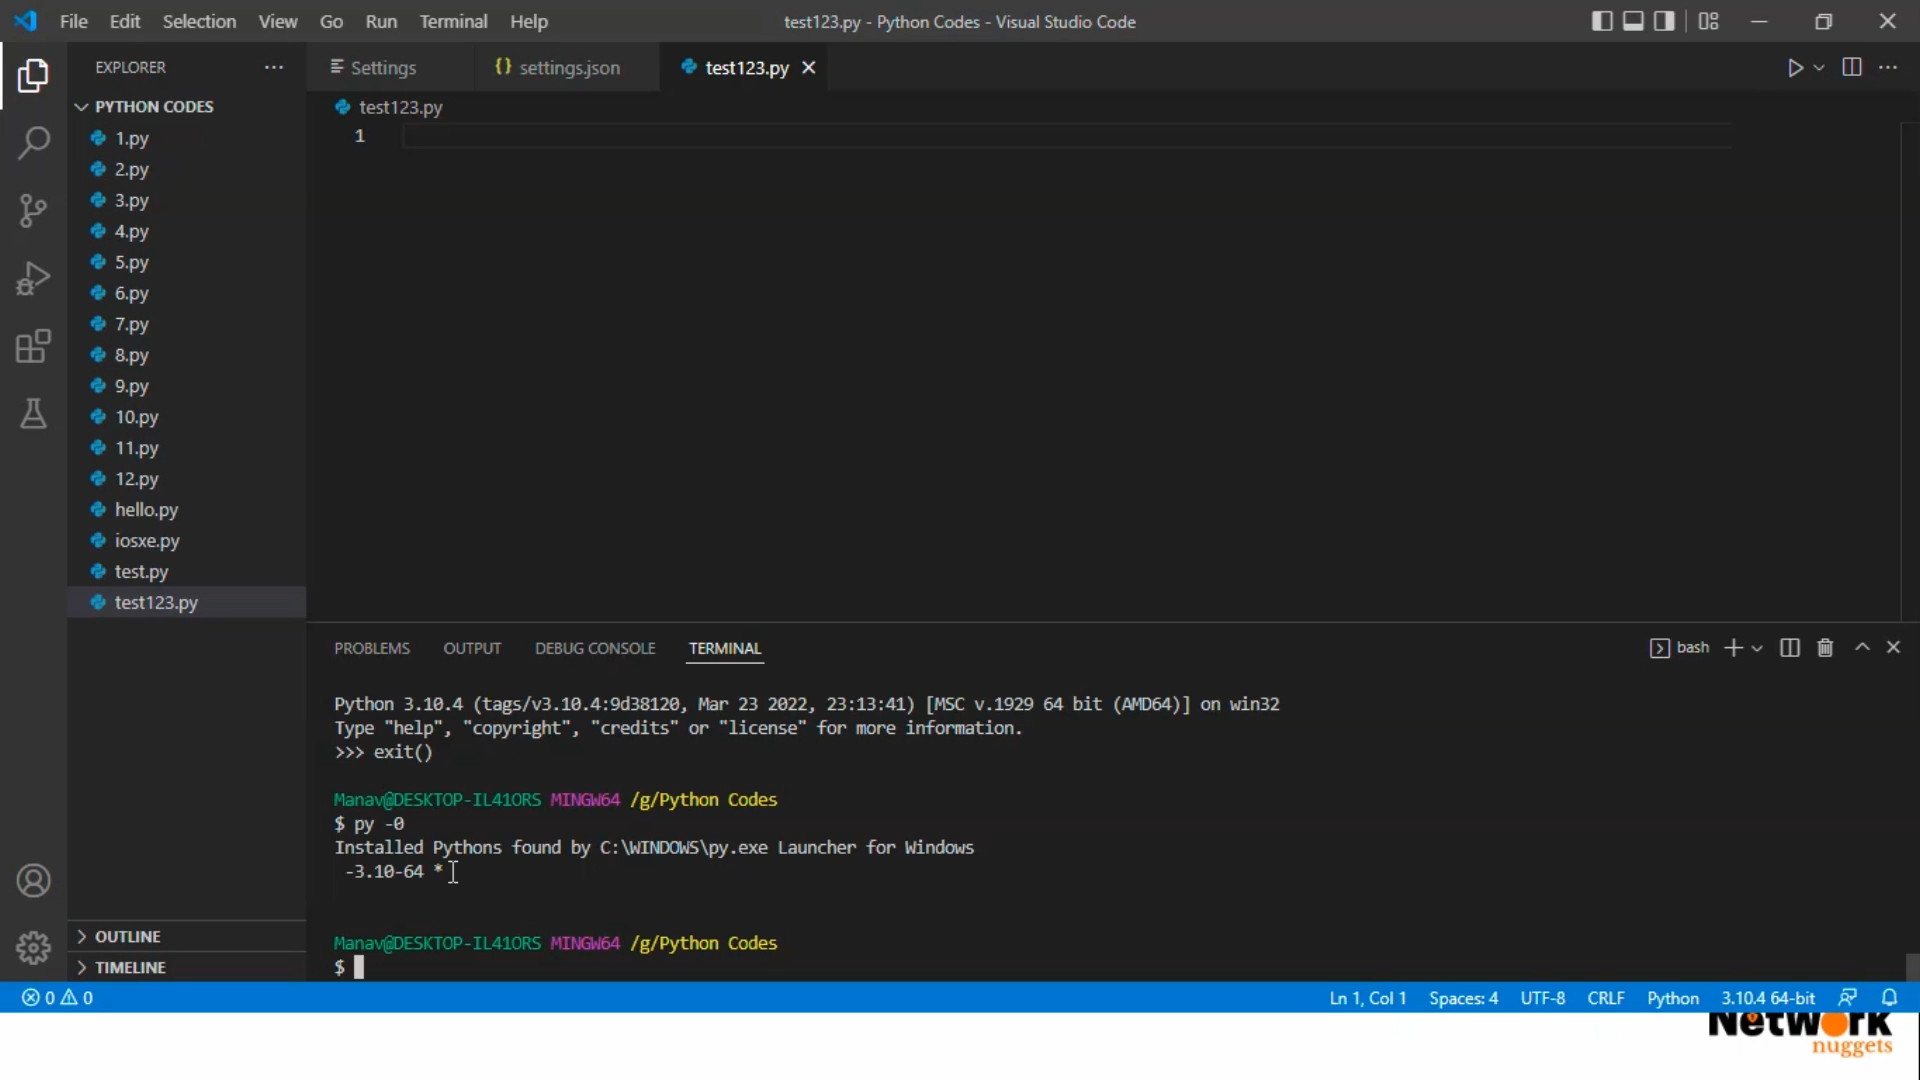 File Edit Selection View Go Run Terminal Help
test123.py - Python Codes - Visual Studio Code
EXPLORER
PYTHON CODES
1.py
2.py
3.py
4.py
5.py
6.py
7.py
8.py
9.py
10.py
11.py
12.py
hello.py
iosxe.py
test.py
test123.py
OUTLINE
TIMELINE
Settings
{} settings.json
test123.py
test123.py
1
PROBLEMS OUTPUT DEBUG CONSOLE TERMINAL
bash
Python 3.10.4 (tags/v3.10.4:9d38120, Mar 23 2022, 23:13:41) [MSC v.1929 64 bit (AMD64)] on win32
Type "help", "copyright", "credits" or "license" for more information.
>>> exit()
Manav@DESKTOP-IL41ORS MINGW64 /g/Python Codes
$ py -0
Installed Pythons found by C:\WINDOWS\py.exe Launcher for Windows
-3.10-64 *
Manav@DESKTOP-IL41ORS MINGW64 /g/Python Codes
$
0 0
Ln 1, Col 1 Spaces: 4 UTF-8 CRLF Python 3.10.4 64-bit
Network
nuggets